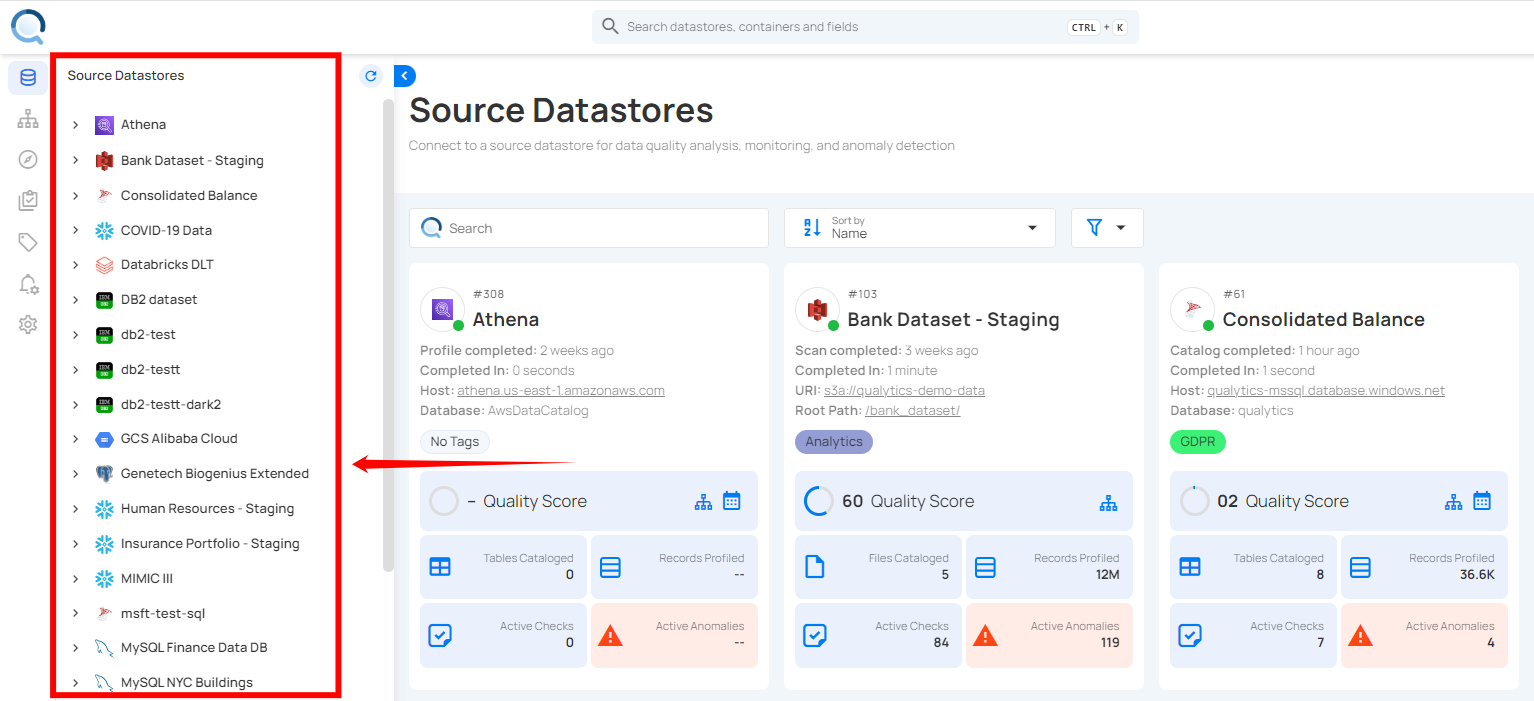 Search datastores, containers and fields
CTRL + K
Source Datastores
Athena
Bank Dataset - Staging
Consolidated Balance
COVID-19 Data
Databricks DLT
DB2 dataset
db2-test
db2-testt
db2-testt-dark2
GCS Alibaba Cloud
Genetech Biogenius Extended
Human Resources - Staging
Insurance Portfolio - Staging
MIMIC III
msft-test-sql
MySQL Finance Data DB
MySQL NYC Buildings
Source Datastores
Connect to a source datastore for data quality analysis, monitoring, and anomaly detection
Search
Sort by
Name
#308
Athena
Profile completed: 2 weeks ago
Completed In: 0 seconds
Host: athena.us-east-1.amazonaws.com
Database: AwsDataCatalog
No Tags
– Quality Score
Tables Cataloged
0
Records Profiled
--
Active Checks
0
Active Anomalies
--
#103
Bank Dataset - Staging
Scan completed: 3 weeks ago
Completed In: 1 minute
URI: s3a://qualytics-demo-data
Root Path: /bank_dataset/
Analytics
60 Quality Score
Files Cataloged
5
Records Profiled
12M
Active Checks
84
Active Anomalies
119
#61
Consolidated Balance
Catalog completed: 1 hour ago
Completed In: 1 second
Host: qualytics-mssql.database.windows.net
Database: qualytics
GDPR
02 Quality Score
Tables Cataloged
8
Records Profiled
36.6K
Active Checks
7
Active Anomalies
4